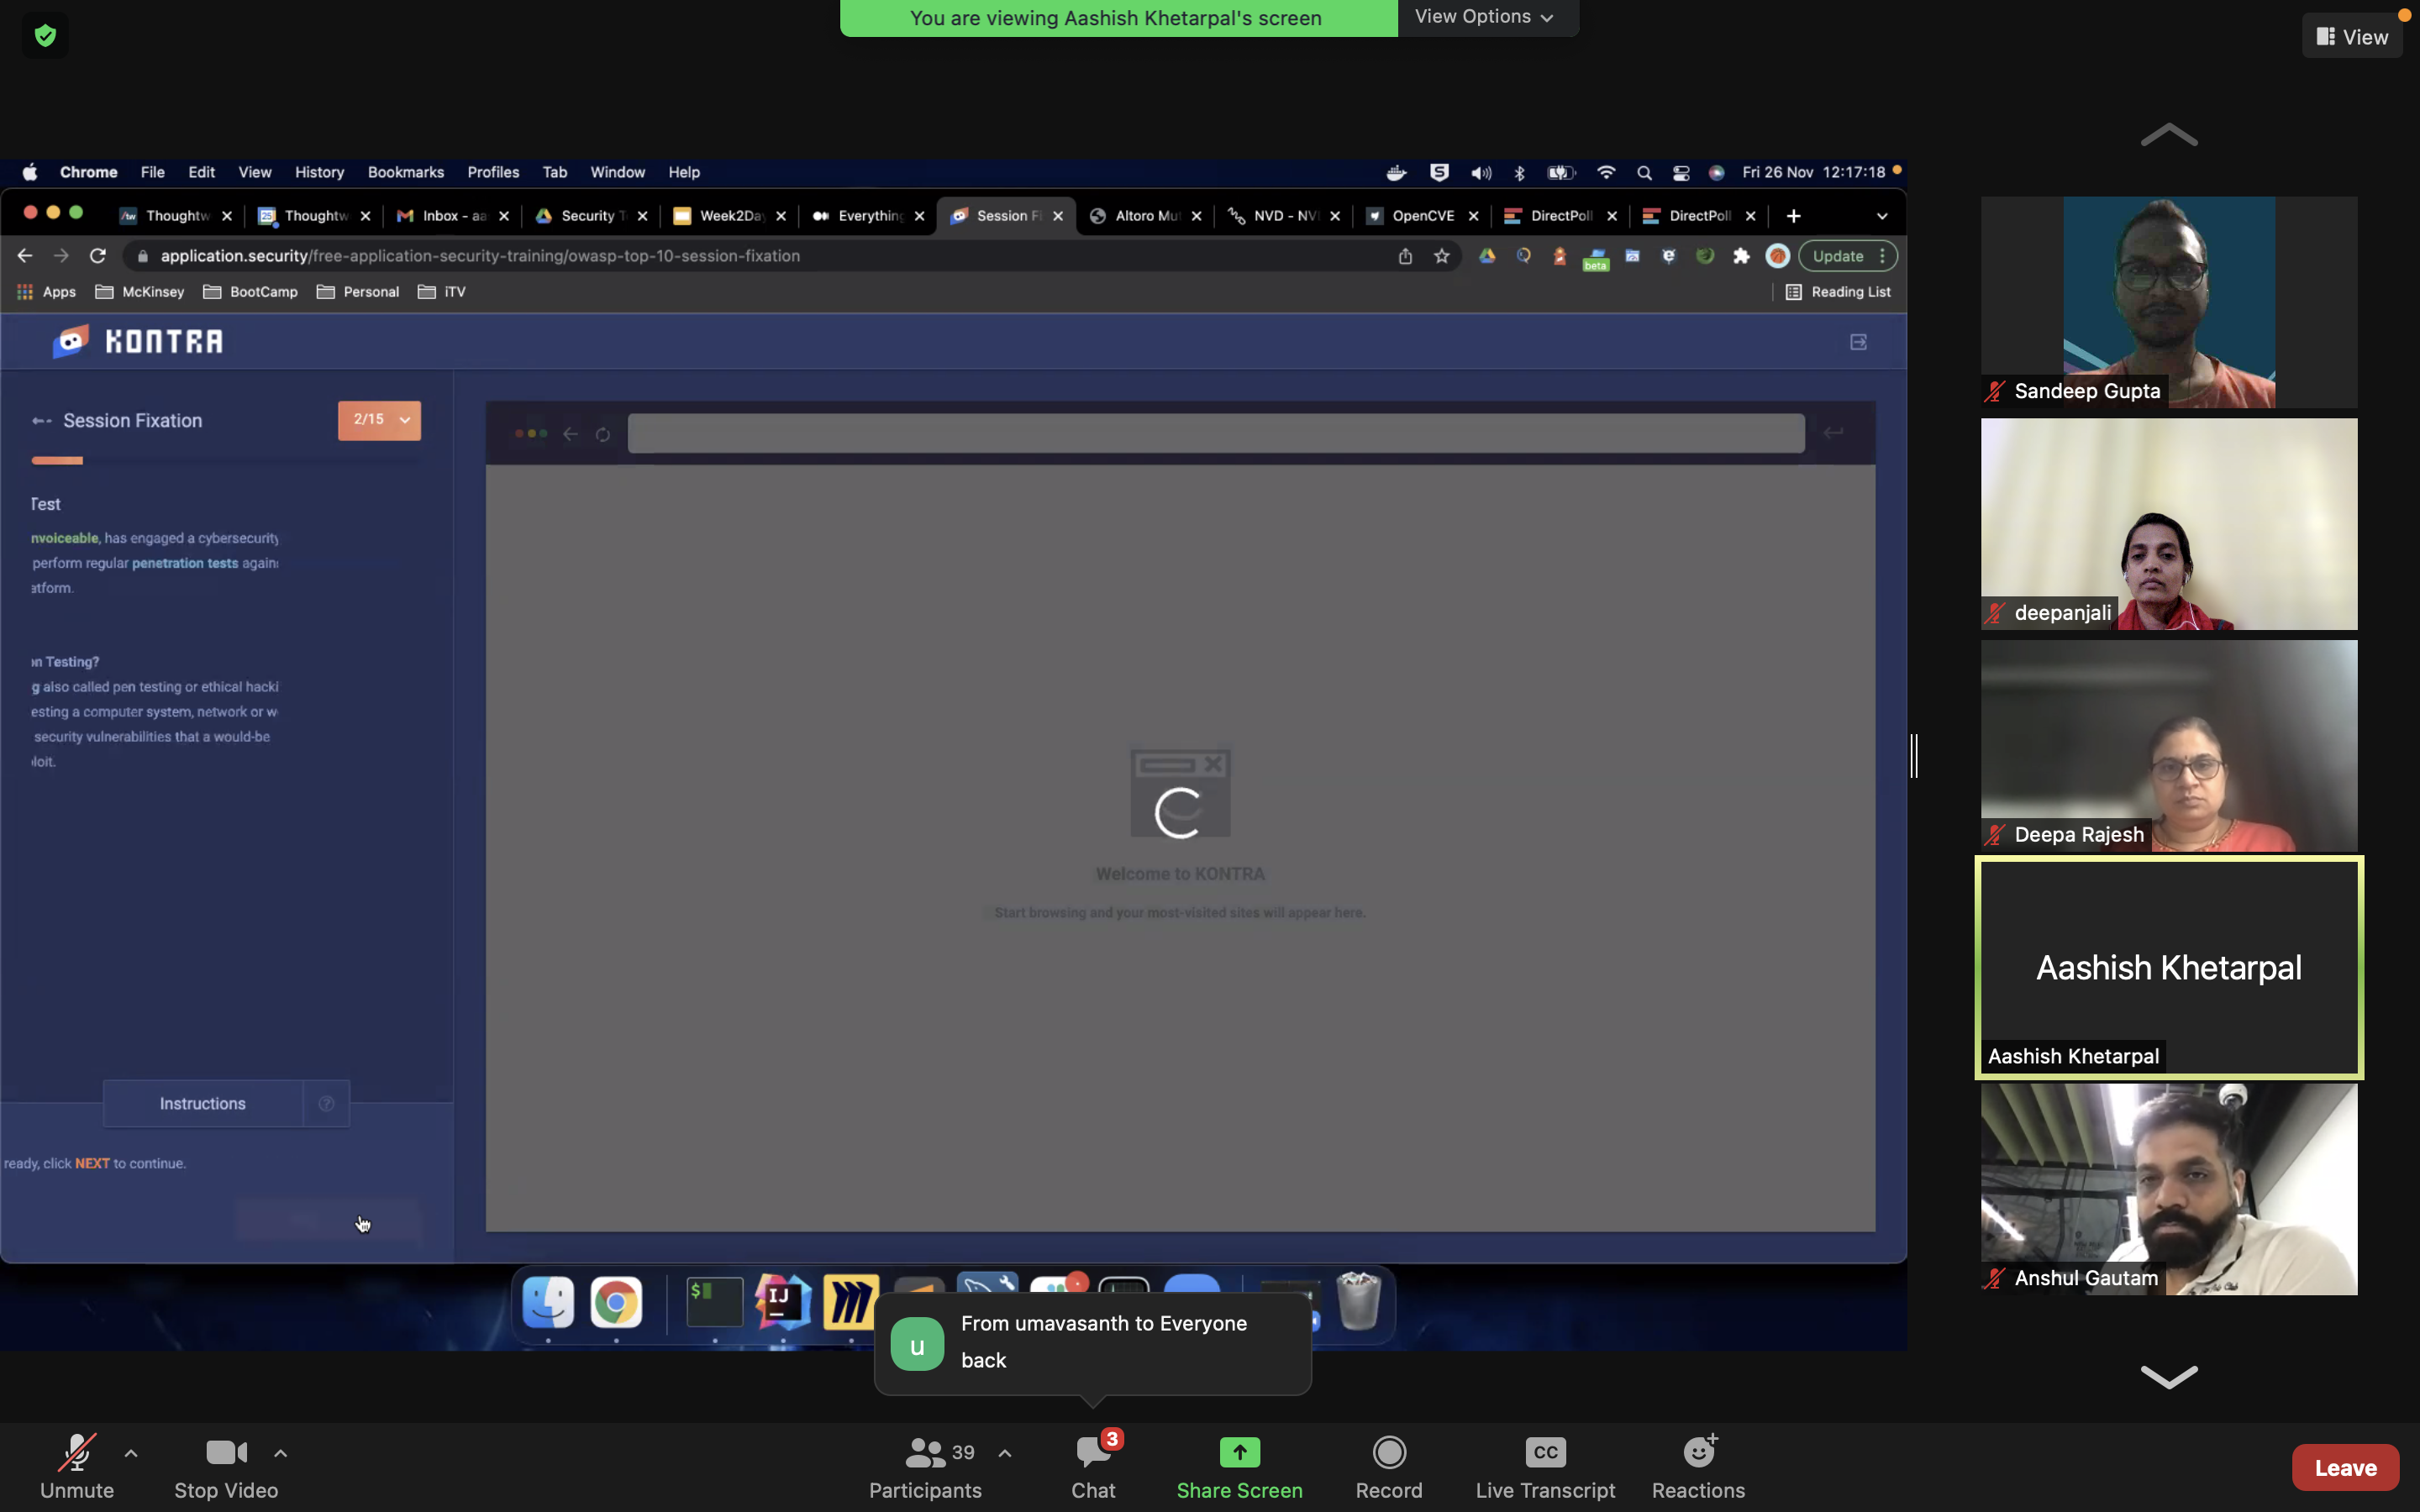 You are viewing Aashish Khetarpal's screen
View Options
View
Chrome File Edit View History Bookmarks Profiles Tab Window Help
Fri 26 Nov 12:17:18
Thoughtw
Thoughtw
Inbox - aa
Security T
Week2Da
Everything
Session Fi
Altoro Mut
NVD - NV
OpenCVE
DirectPoll
DirectPoll
application.security/free-application-security-training/owasp-top-10-session-fixation
beta
Update
Apps McKinsey BootCamp Personal iTV
Reading List
KONTRA
Session Fixation
2/15
Test
nvoiceable, has engaged a cybersecurity
perform regular penetration tests again
atform.
on Testing?
g also called pen testing or ethical hacki
esting a computer system, network or w
security vulnerabilities that a would-be
loit.
Instructions
ready, click NEXT to continue.
Welcome to KONTRA
Start browsing and your most-visited sites will appear here.
Sandeep Gupta
deepanjali
Deepa Rajesh
Aashish Khetarpal
Aashish Khetarpal
Anshul Gautam
$
IJ
u
From umavasanth to Everyone
back
Unmute
Stop Video
39
Participants
3
Chat
Share Screen
Record
CC
Live Transcript
Reactions
Leave